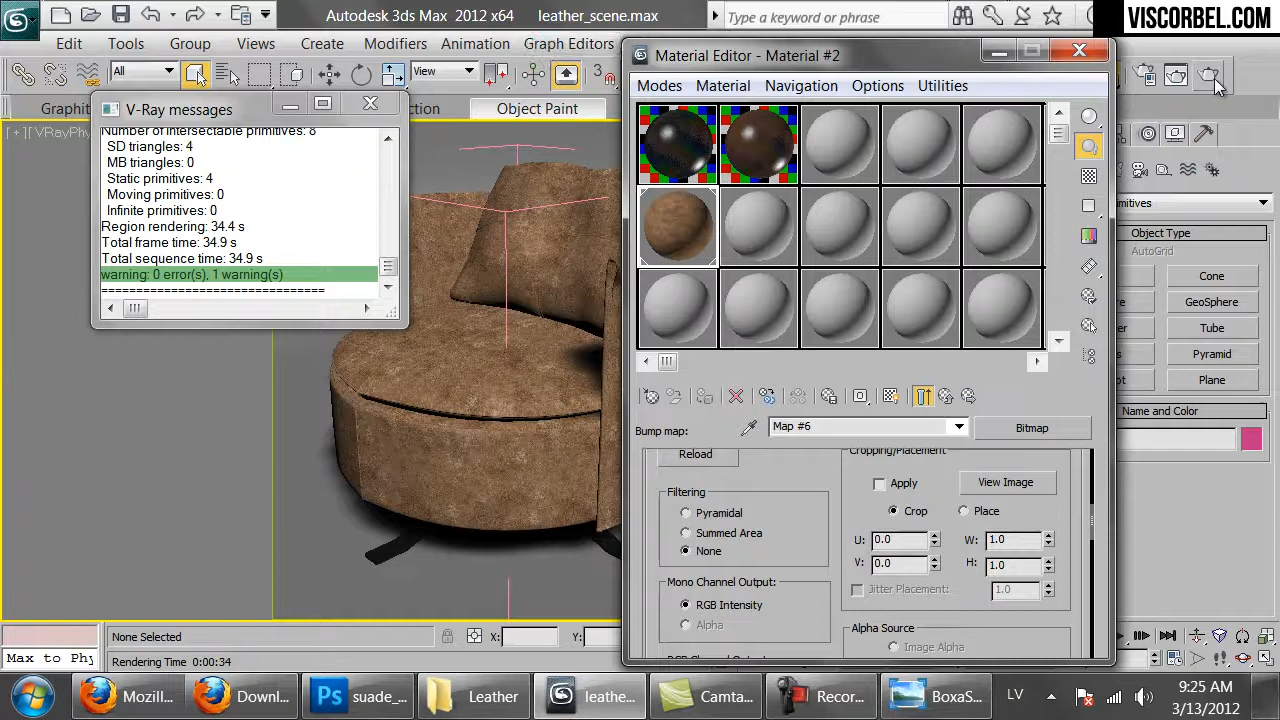 Autodesk 3ds Max 2012 x64 leather_scene.max
Type a keyword or phrase
VISCORBEL.COM
Edit Tools Group Views Create Modifiers Animation Graph Editors
Material Editor - Material #2
All
View
Modes Material Navigation Options Utilities
Object Paint
V-Ray messages
SD triangles: 4
MB triangles: 0
Static primitives: 4
Moving primitives: 0
Infinite primitives: 0
Region rendering: 34.4 s
Total frame time: 34.9 s
Total sequence time: 34.9 s
warning: 0 error(s), 1 warning(s)
==============================
Object Type
AutoGrid
Cone
GeoSphere
Tube
Pyramid
Plane
Name and Color
Bump map:
Map #6
Bitmap
Reload
Cropping/Placement
Apply
View Image
Crop
Place
U: 0.0
W: 1.0
V: 0.0
H: 1.0
Jitter Placement: 1.0
Filtering
Pyramidal
Summed Area
None
Mono Channel Output:
RGB Intensity
Alpha
Alpha Source
Image Alpha
None Selected
X:
Y:
Max to Phy
Rendering Time 0:00:34
Mozill...
Downl...
suade_...
Leather
leathe...
Camta...
Recor...
BoxaS...
LV
9:25 AM
3/13/2012